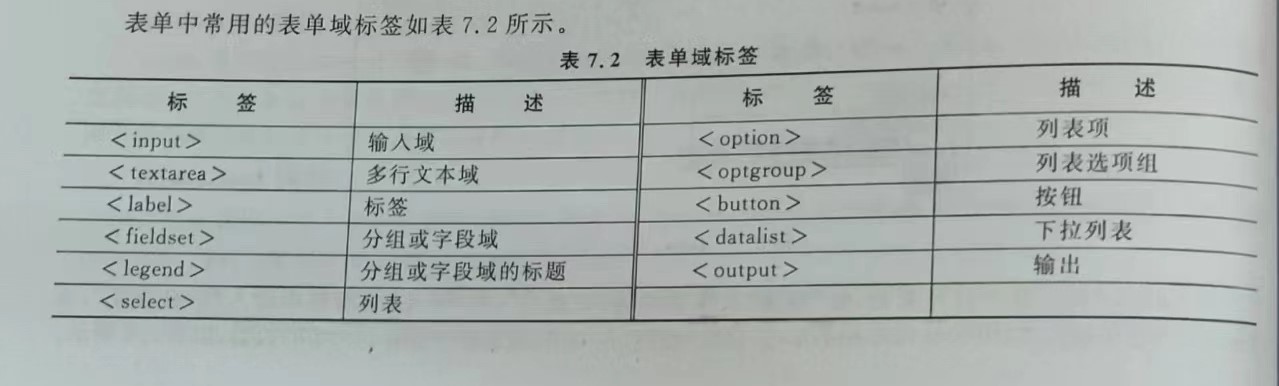 表单中常用的表单域标签如表 7.2 所示。
表 7.2 表单域标签
标 签 描 述 标 签 描 述
<input> 输入域 <option> 列表项
<textarea> 多行文本域 <optgroup> 列表选项组
<label> 标签 <button> 按钮
<fieldset> 分组或字段域 <datalist> 下拉列表
<legend> 分组或字段域的标题 <output> 输出
<select> 列表